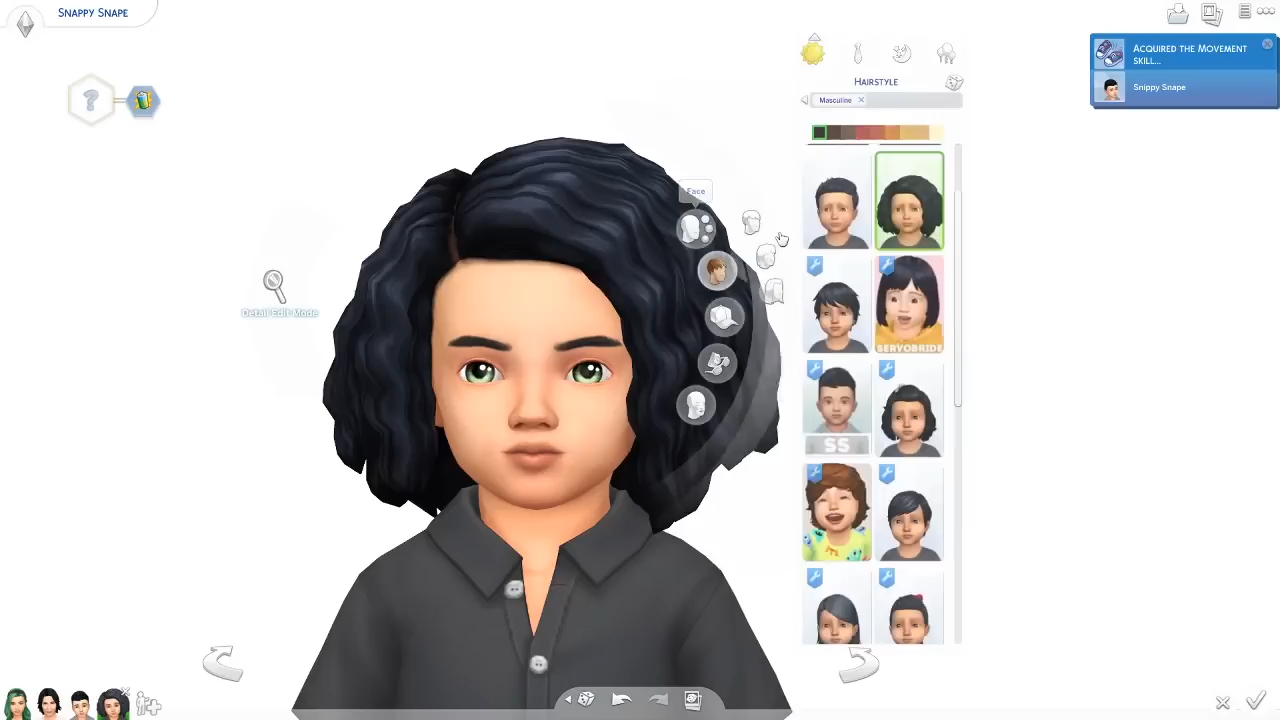 Snappy Snape
Acquired the Movement
skill...
Snippy Snape
Hairstyle
Masculine
Face
Detail Edit Mode
SERVOBRIDE
SS